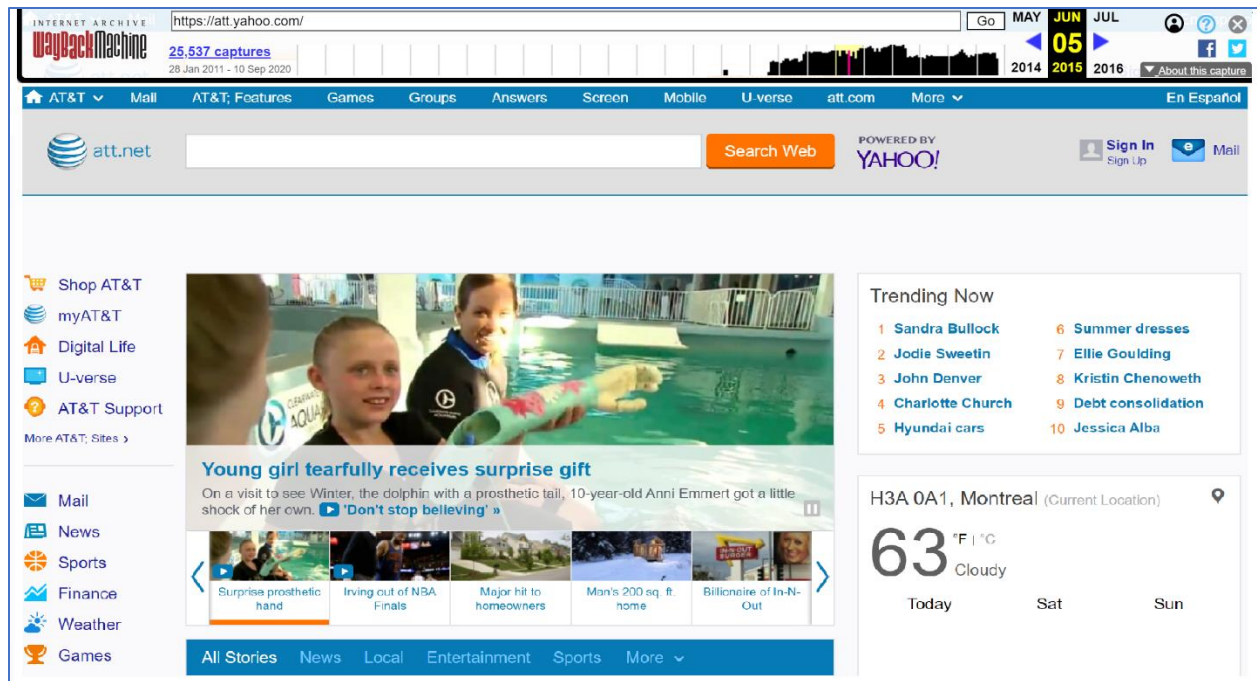 INTERNET ARCHIVE
WayBackMachine
https://att.yahoo.com/
Go
MAY JUN JUL
25,537 captures
28 Jan 2011 - 10 Sep 2020
05
2014 2015 2016
About this capture
AT&T Mail AT&T; Features Games Groups Answers Screen Mobile U-verse att.com More En Español
att.net
Search Web
POWERED BY
YAHOO!
Sign In
Sign Up
Mail
Shop AT&T
myAT&T
Digital Life
U-verse
AT&T Support
More AT&T; Sites ›
Mail
News
Sports
Finance
Weather
Games
CLEARWATER
AQUA
Young girl tearfully receives surprise gift
On a visit to see Winter, the dolphin with a prosthetic tail, 10-year-old Anni Emmert got a little
shock of her own. 'Don't stop believing' »
Surprise prosthetic
hand
Irving out of NBA
Finals
Major hit to
homeowners
Man's 200 sq. ft.
home
IN-N-OUT
BURGER
Billionaire of In-N-
Out
All Stories News Local Entertainment Sports More
Trending Now
1 Sandra Bullock
2 Jodie Sweetin
3 John Denver
4 Charlotte Church
5 Hyundai cars
6 Summer dresses
7 Ellie Goulding
8 Kristin Chenoweth
9 Debt consolidation
10 Jessica Alba
H3A 0A1, Montreal (Current Location)
63 °F | °C
Cloudy
Today Sat Sun